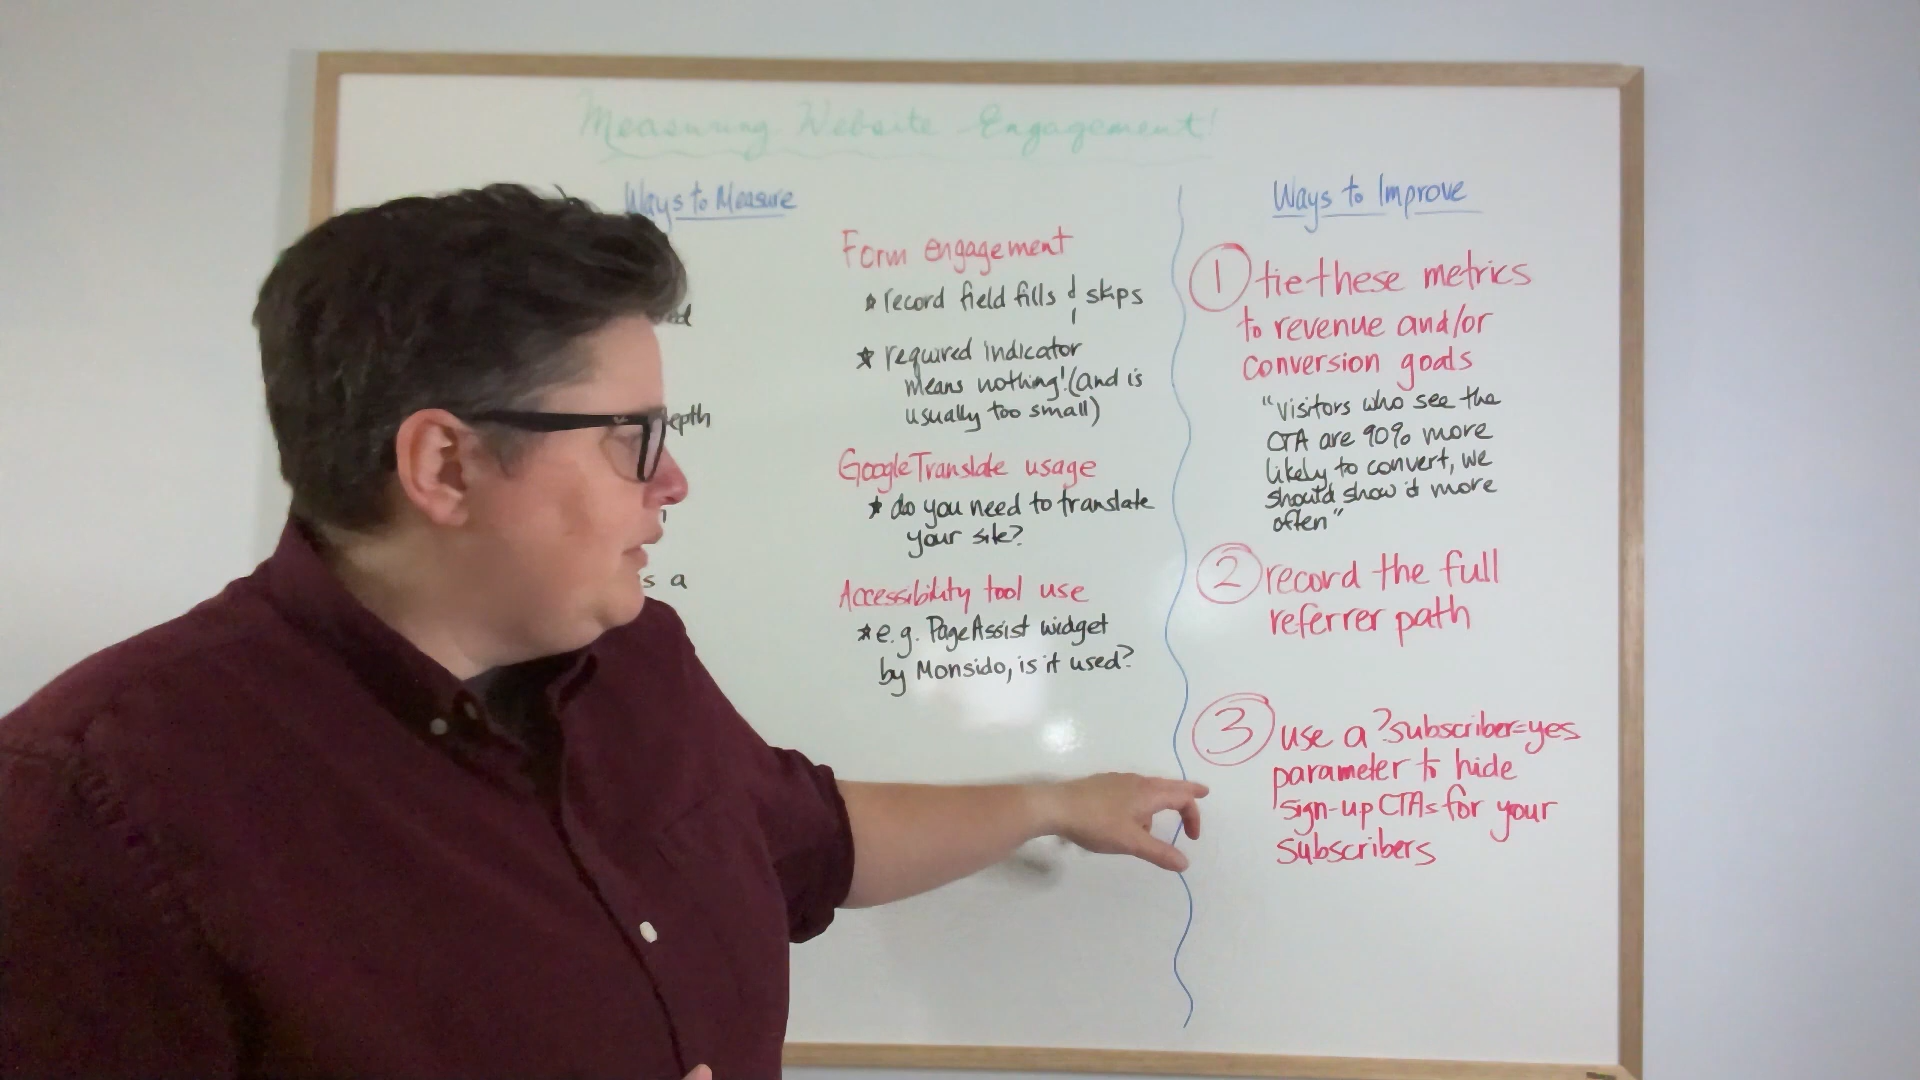 Measuring Website Engagement!
Ways to Measure
epth
s a
Form engagement
* record field fills & skips
* required indicator
means nothing! (and is
usually too small)
Google Translate usage
* do you need to translate
your site?
Accessibility tool use
* e.g. PageAssist widget
by Monsido, is it used?
Ways to Improve
1 tie these metrics
to revenue and/or
conversion goals
"Visitors who see the
CTA are 90% more
likely to convert, we
should show it more
often"
2 record the full
referrer path
3 use a ?subscriber=yes
parameter to hide
sign-up CTAs for your
subscribers